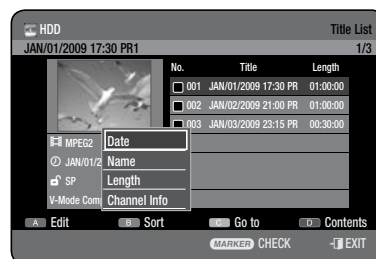 HDD Title List
JAN/01/2009 17:30 PR1 1/3
No. Title Length
001 JAN/01/2009 17:30 PR 01:00:00
002 JAN/02/2009 21:00 PR 01:00:00
003 JAN/03/2009 23:15 PR 00:30:00
MPEG2
JAN/01/2
SP
V-Mode Com
Date
Name
Length
Channel Info
A Edit B Sort C Go to D Contents
MARKER CHECK EXIT